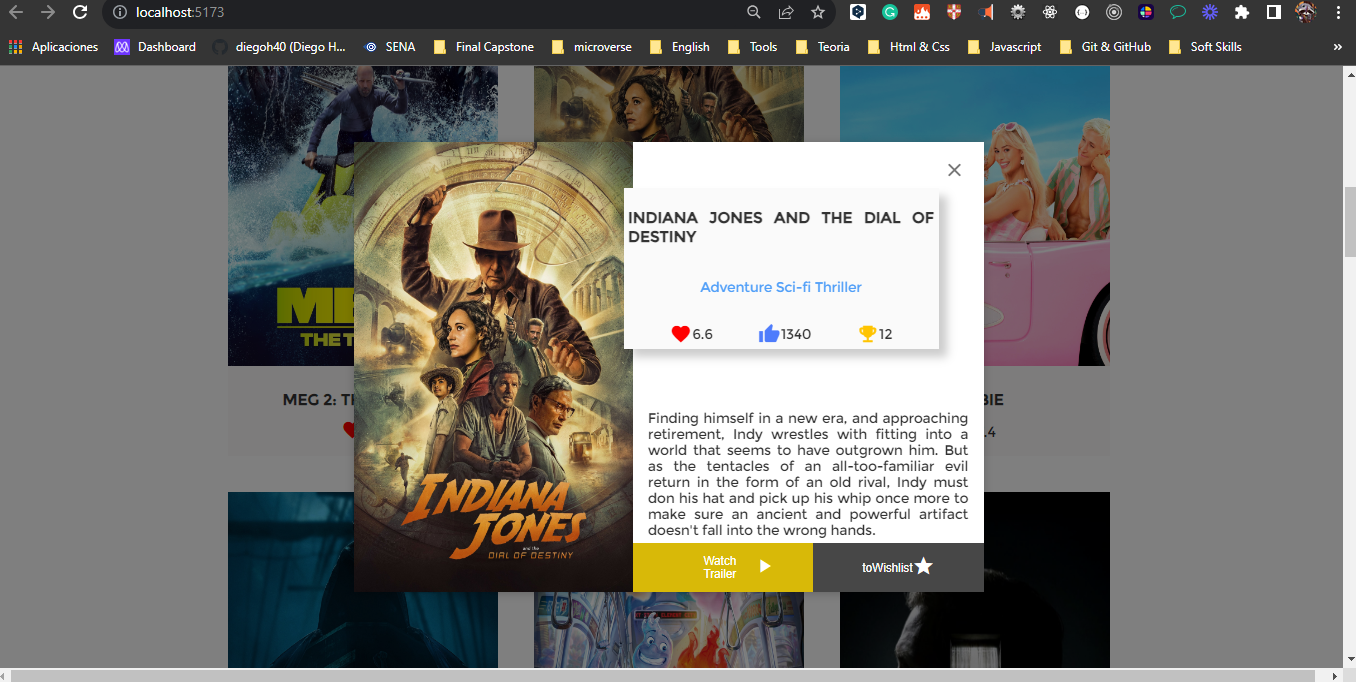 localhost:5173
Aplicaciones Dashboard diegoh40 (Diego H... SENA Final Capstone microverse English Tools Teoria Html & Css Javascript Git & GitHub Soft Skills »
INDIANA JONES AND THE DIAL OF
DESTINY
Adventure Sci-fi Thriller
6.6 1340 12
Finding himself in a new era, and approaching
retirement, Indy wrestles with fitting into a
world that seems to have outgrown him. But
as the tentacles of an all-too-familiar evil
return in the form of an old rival, Indy must
don his hat and pick up his whip once more to
make sure an ancient and powerful artifact
doesn't fall into the wrong hands.
Watch
Trailer
toWishlist
INDIANA
JONES
and the
DIAL OF DESTINY
ME
THE T
MEG 2: T
BIE
.4